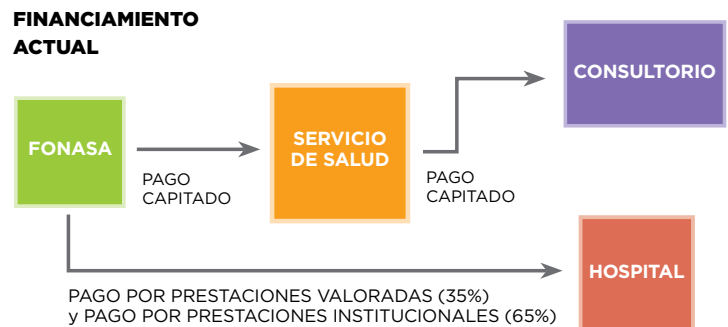 FINANCIAMIENTO
ACTUAL
FONASA
PAGO
CAPITADO
SERVICIO
DE SALUD
PAGO
CAPITADO
CONSULTORIO
HOSPITAL
PAGO POR PRESTACIONES VALORADAS (35%)
y PAGO POR PRESTACIONES INSTITUCIONALES (65%)